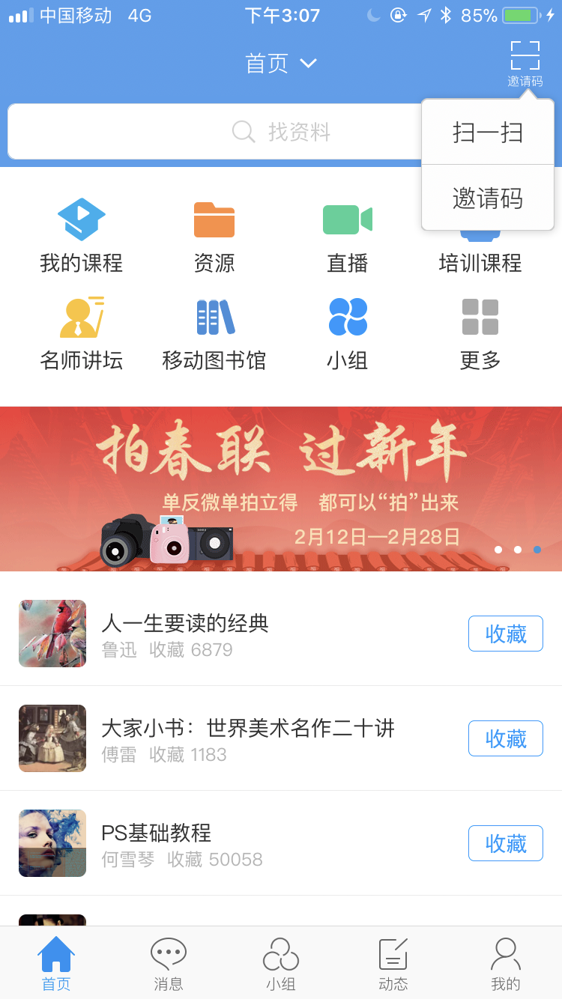 中国移动 4G 下午3:07 85%
首页
邀请码
找资料
扫一扫
邀请码
我的课程 资源 直播 培训课程
名师讲坛 移动图书馆 小组 更多
拍春联 过新年
单反微单拍立得 都可以“拍”出来
2月12日—2月28日
人一生要读的经典
鲁迅 收藏 6879
收藏
大家小书：世界美术名作二十讲
傅雷 收藏 1183
收藏
PS基础教程
何雪琴 收藏 50058
收藏
首页 消息 小组 动态 我的